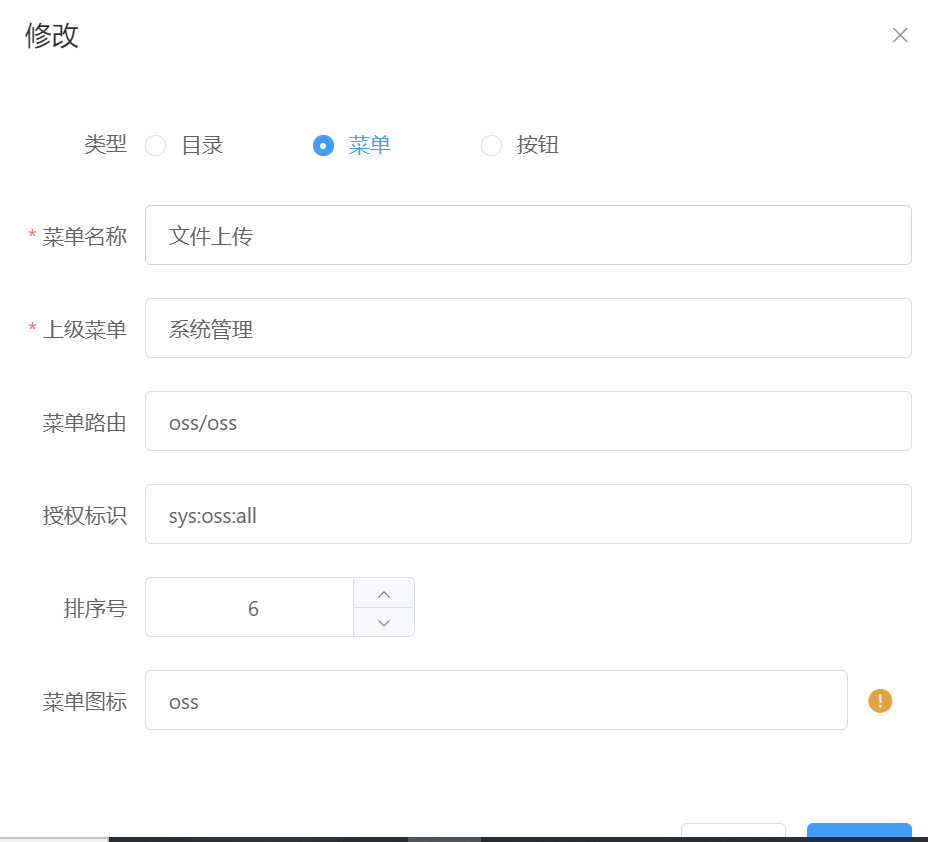 修改
类型 目录 菜单 按钮
* 菜单名称 文件上传
* 上级菜单 系统管理
菜单路由 oss/oss
授权标识 sys:oss:all
排序号 6
菜单图标 oss